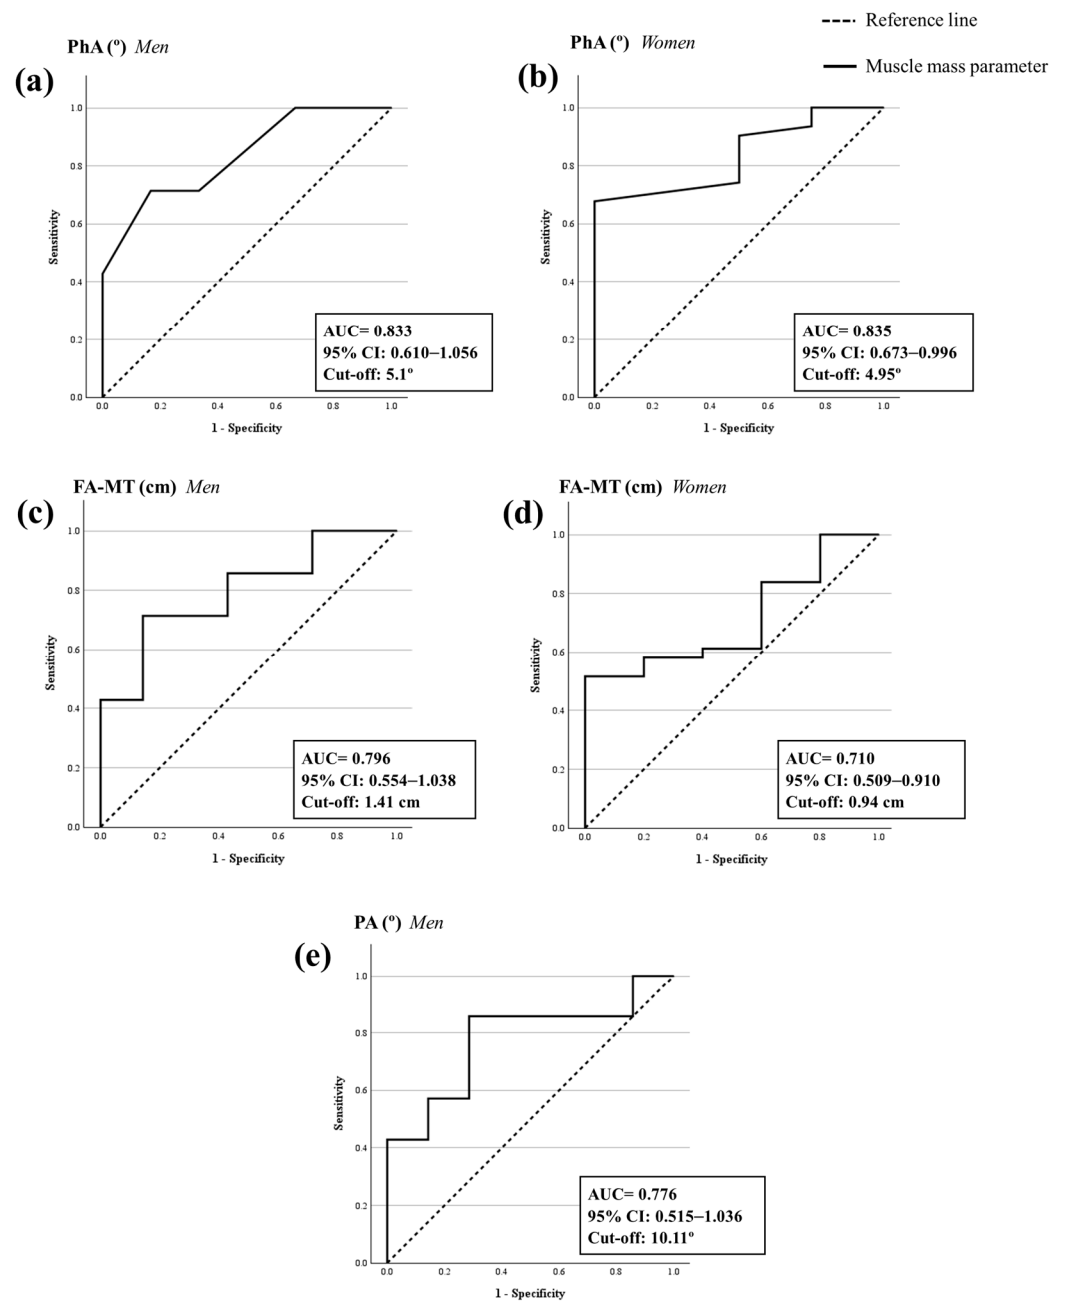 Reference line
Muscle mass parameter
PhA (º) Men
(a)
1.0
0.8
0.6
0.4
0.2
0.0
Sensitivity
0.0 0.2 0.4 0.6 0.8 1.0
1 - Specificity
AUC= 0.833
95% CI: 0.610–1.056
Cut-off: 5.1º
PhA (º) Women
(b)
1.0
0.8
0.6
0.4
0.2
0.0
Sensitivity
0.0 0.2 0.4 0.6 0.8 1.0
1 - Specificity
AUC= 0.835
95% CI: 0.673–0.996
Cut-off: 4.95º
FA-MT (cm) Men
(c)
1.0
0.8
0.6
0.4
0.2
0.0
Sensitivity
0.0 0.2 0.4 0.6 0.8 1.0
1 - Specificity
AUC= 0.796
95% CI: 0.554–1.038
Cut-off: 1.41 cm
FA-MT (cm) Women
(d)
1.0
0.8
0.6
0.4
0.2
0.0
Sensitivity
0.0 0.2 0.4 0.6 0.8 1.0
1 - Specificity
AUC= 0.710
95% CI: 0.509–0.910
Cut-off: 0.94 cm
PA (º) Men
(e)
1.0
0.8
0.6
0.4
0.2
0.0
Sensitivity
0.0 0.2 0.4 0.6 0.8 1.0
1 - Specificity
AUC= 0.776
95% CI: 0.515–1.036
Cut-off: 10.11º